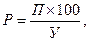 P = П×100 / У,